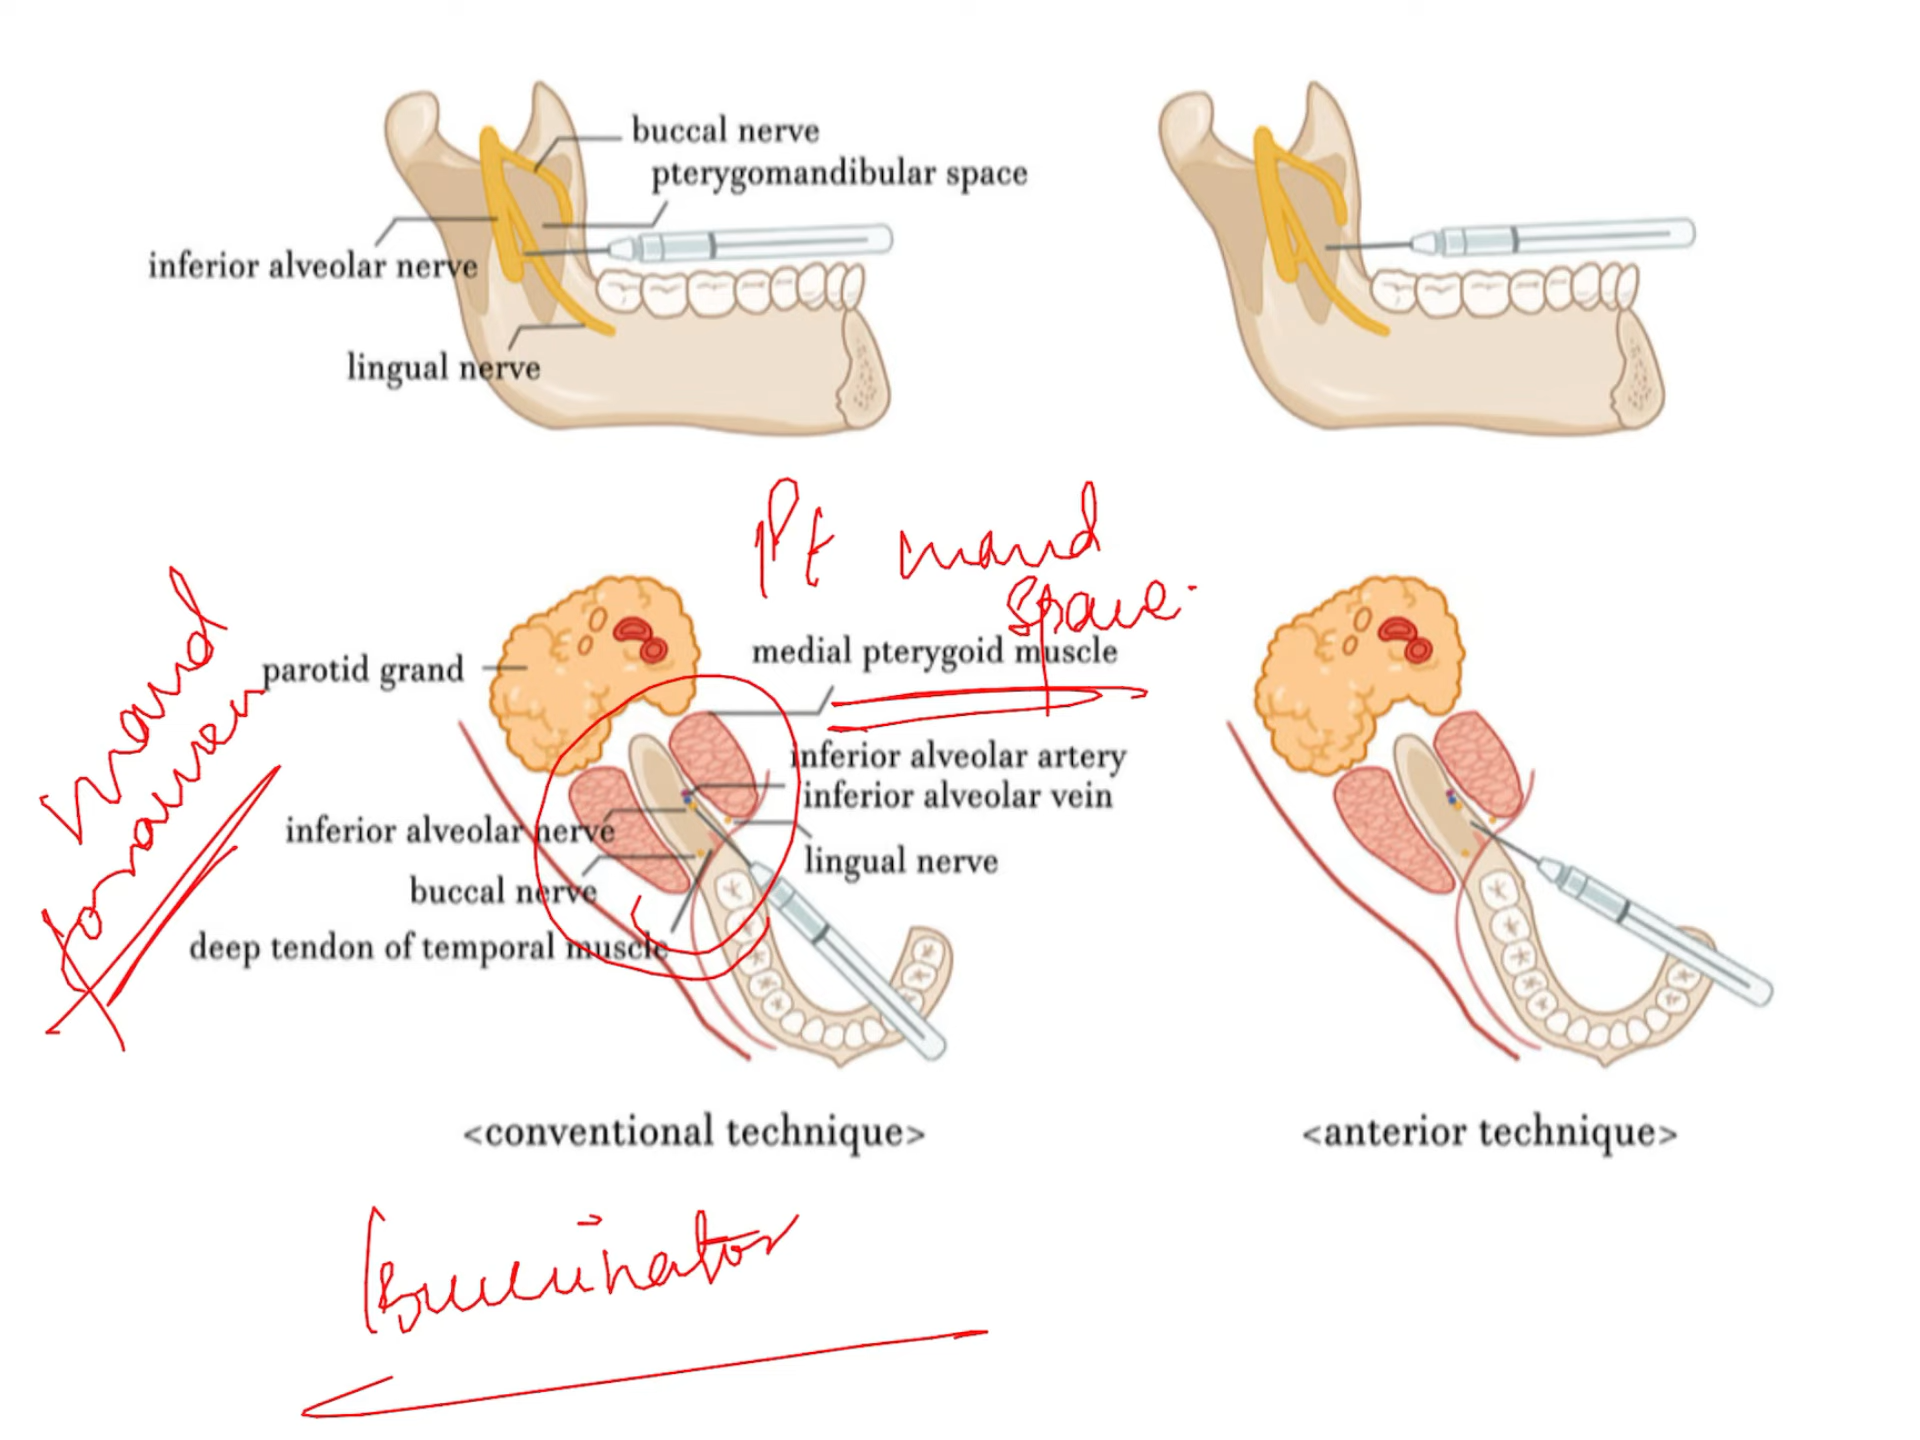 buccal nerve
pterygomandibular space
inferior alveolar nerve
lingual nerve
Pt mand
space.
mand
foramen
medial pterygoid muscle
parotid grand
inferior alveolar artery
inferior alveolar vein
inferior alveolar nerve
lingual nerve
buccal nerve
deep tendon of temporal muscle
<conventional technique>
<anterior technique>
Buccinator